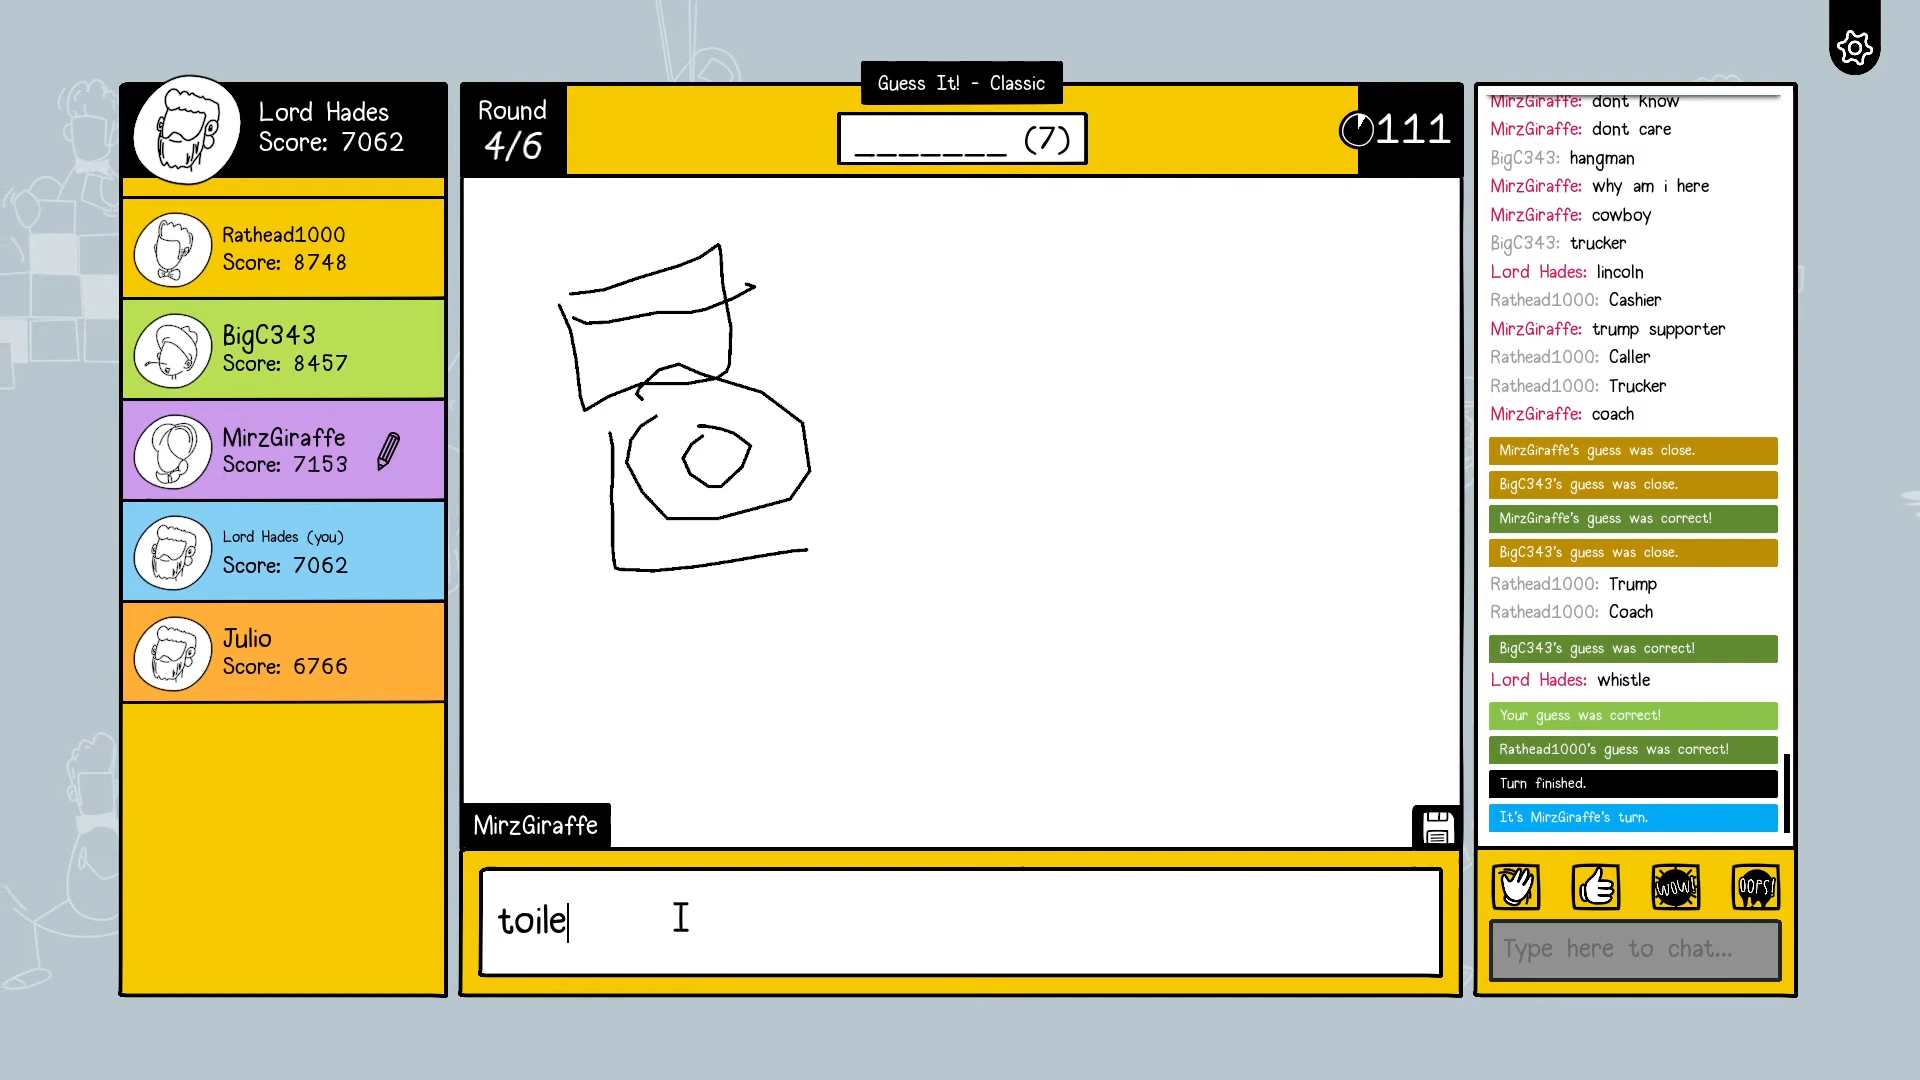 Guess It! - Classic
Lord Hades
Score: 7062
Round
4/6
_______ (7)
111
Rathead1000
Score: 8748
BigC343
Score: 8457
MirzGiraffe
Score: 7153
Lord Hades (you)
Score: 7062
Julio
Score: 6766
MirzGiraffe
toile
MirzGiraffe: dont know
MirzGiraffe: dont care
BigC343: hangman
MirzGiraffe: why am i here
MirzGiraffe: cowboy
BigC343: trucker
Lord Hades: lincoln
Rathead1000: Cashier
MirzGiraffe: trump supporter
Rathead1000: Caller
Rathead1000: Trucker
MirzGiraffe: coach
MirzGiraffe's guess was close.
BigC343's guess was close.
MirzGiraffe's guess was correct!
BigC343's guess was close.
Rathead1000: Trump
Rathead1000: Coach
BigC343's guess was correct!
Lord Hades: whistle
Your guess was correct!
Rathead1000's guess was correct!
Turn finished.
It's MirzGiraffe's turn.
WOW!
OOPS!
Type here to chat...